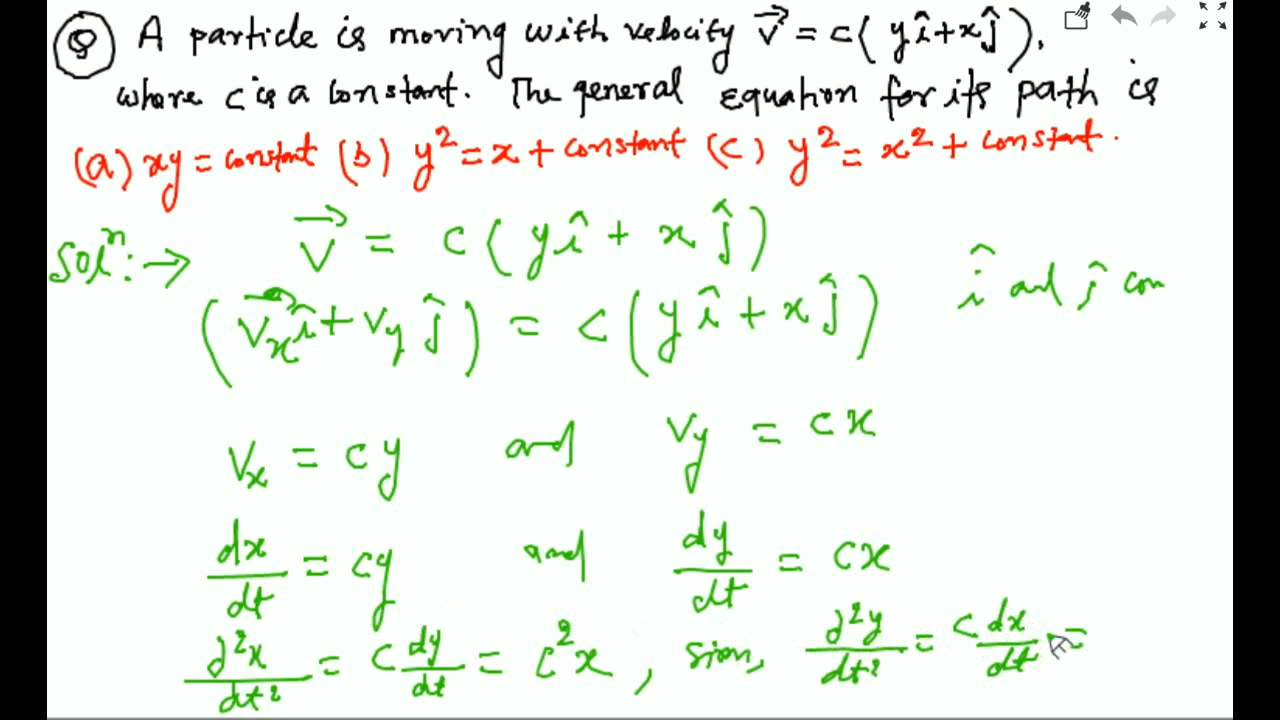 Q A particle is moving with velocity v⃗ = c(yî+xĵ),
where c is a constant. The general equation for its path is
(a) xy = constant (b) y² = x + constant (c) y² = x² + constant.
Solⁿ:→ V⃗ = c(yî + xĵ)
(V⃗ₓî + Vyĵ) = c(yî + xĵ) î and ĵ con
Vₓ = cy and Vy = cx
dx/dt = cy and dy/dt = cx
d²x/dt² = c dy/dt = c²x, d²y/dt² = c dx/dt =